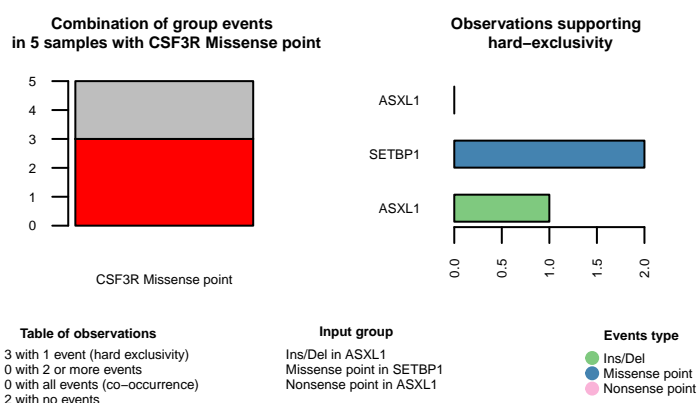 Combination of group events
in 5 samples with CSF3R Missense point
5
4
3
2
1
0
CSF3R Missense point
Observations supporting
hard−exclusivity
ASXL1
SETBP1
ASXL1
0.0
0.5
1.0
1.5
2.0
Table of observations
3 with 1 event (hard exclusivity)
0 with 2 or more events
0 with all events (co−occurrence)
2 with no events
Input group
Ins/Del in ASXL1
Missense point in SETBP1
Nonsense point in ASXL1
Events type
Ins/Del
Missense point
Nonsense point